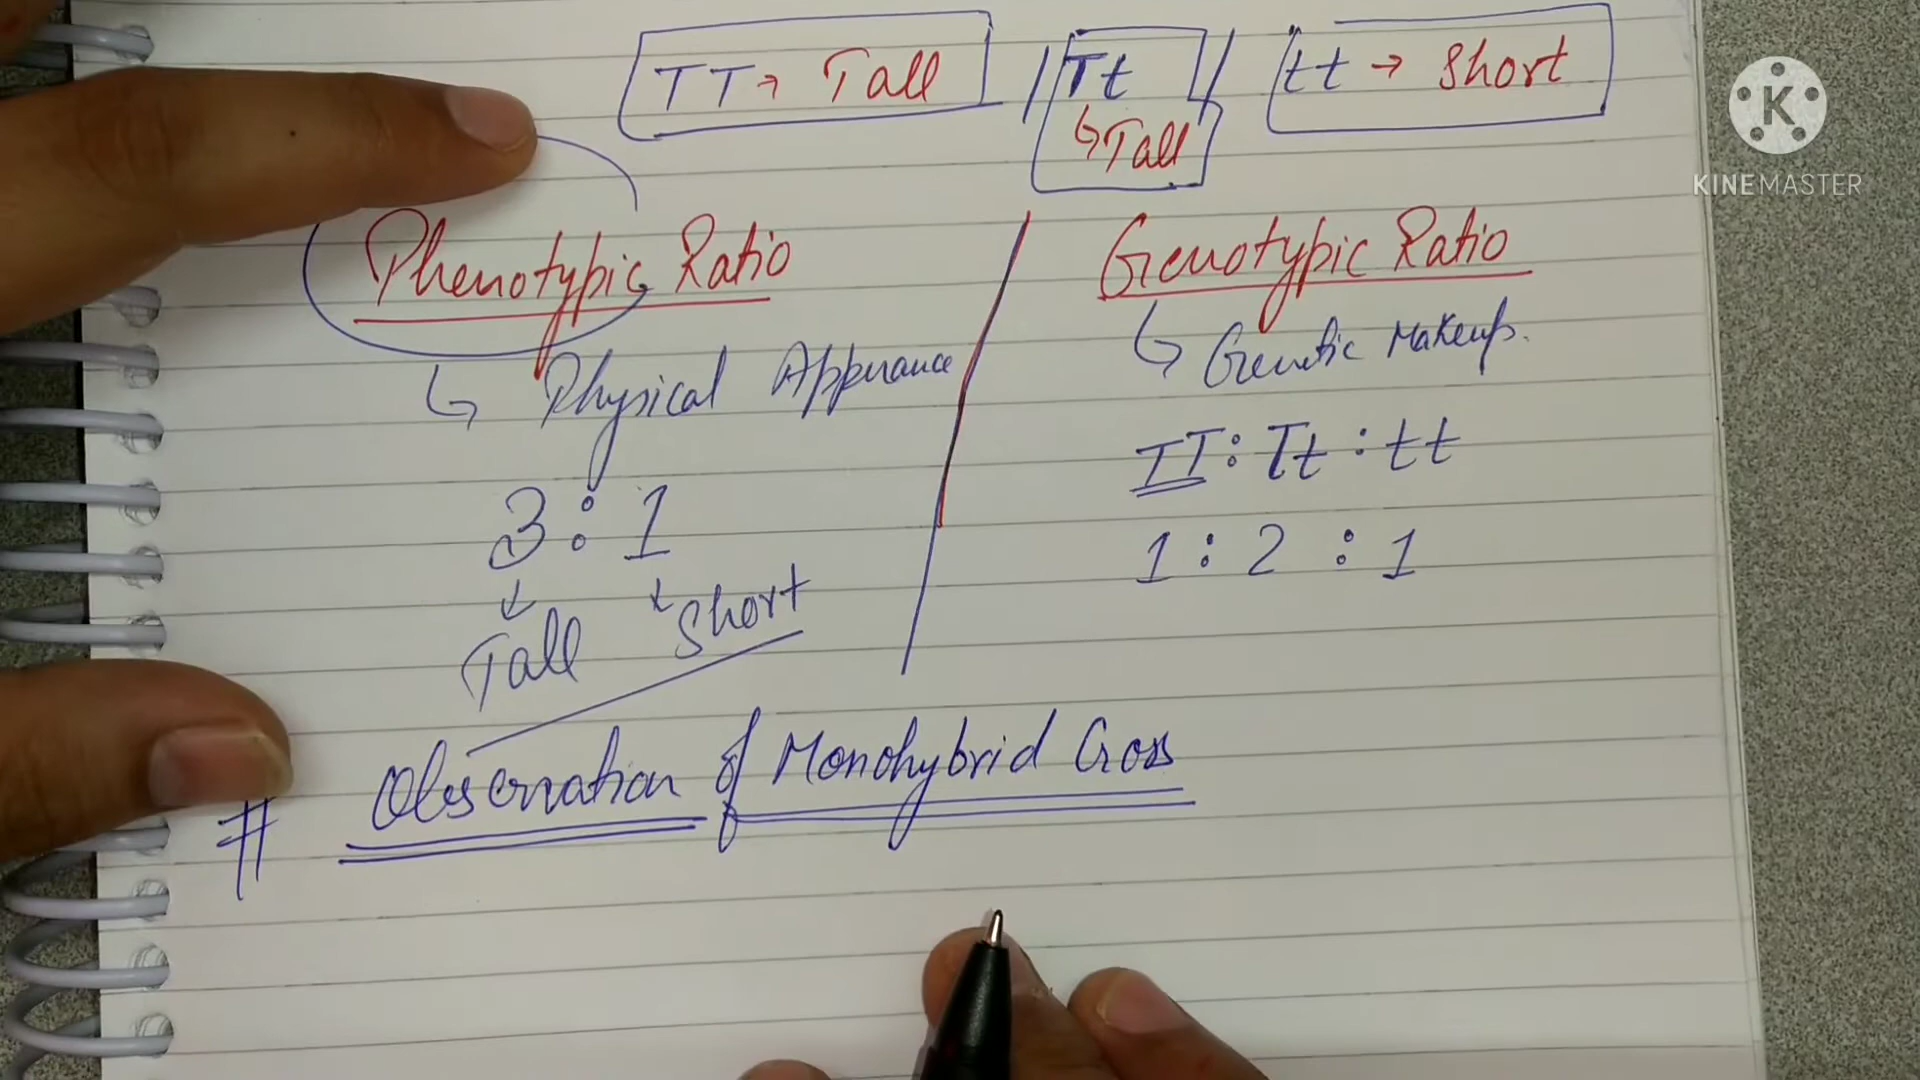 TT → Tall / Tt / tt → Short
↳ Tall
Phenotypic Ratio
Genotypic Ratio
↳ Physical Apperance
↳ Genetic Makeup.
TT : Tt : tt
3 : 1
1 : 2 : 1
Tall Short
# Observation of Monohybrid Cross
K
KINEMASTER